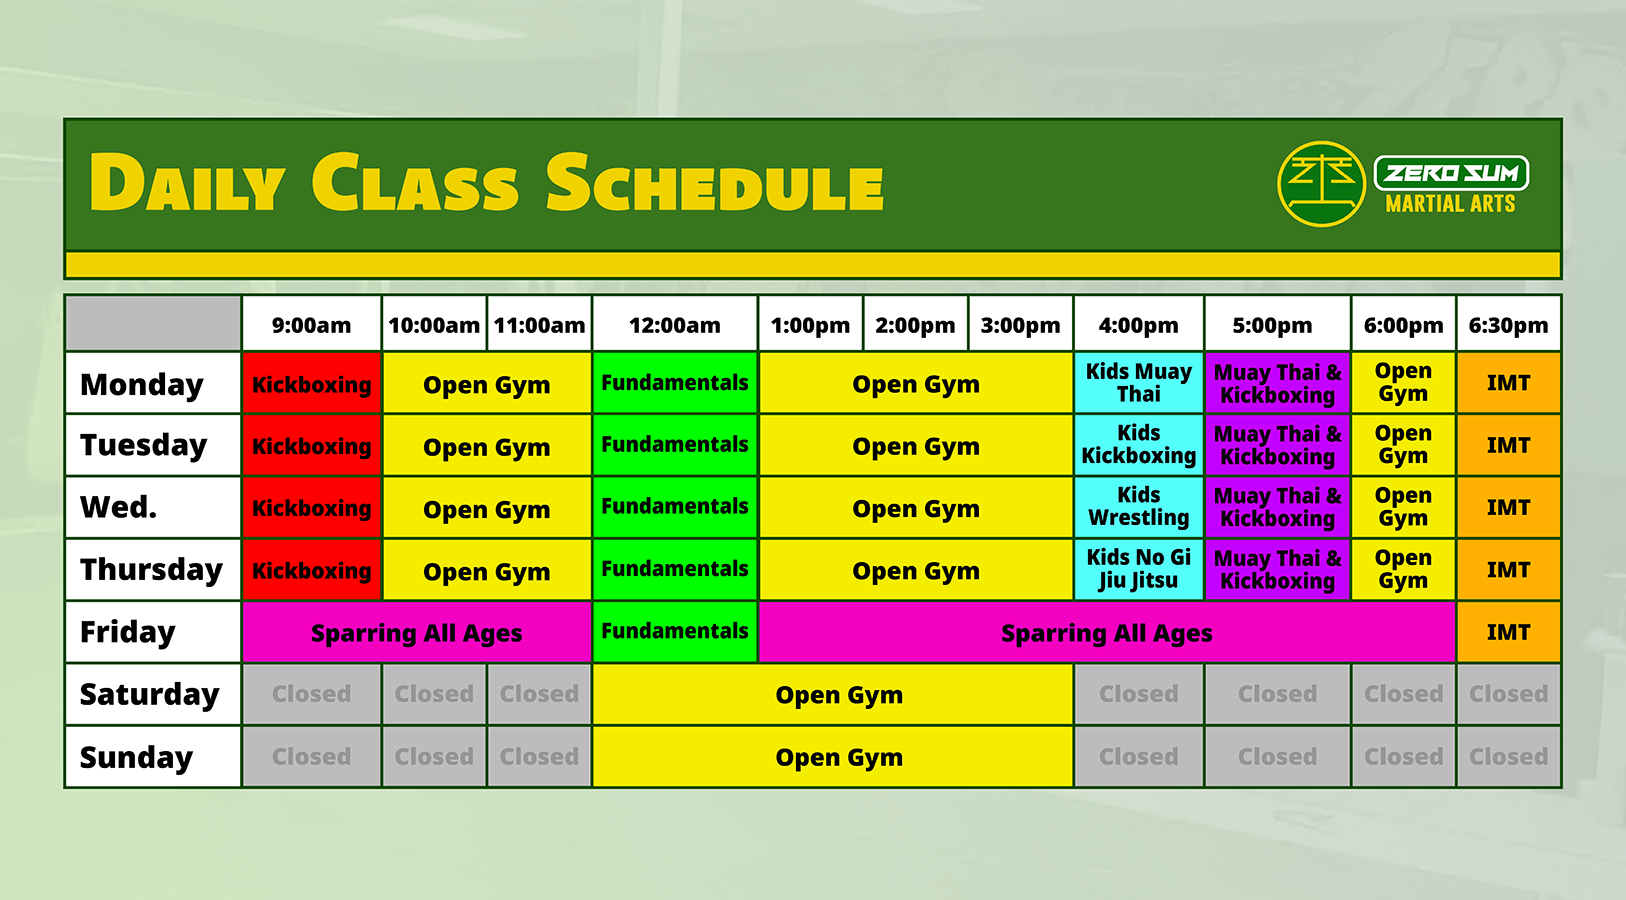 Daily Class Schedule
ZERO SUM
MARTIAL ARTS
9:00am 10:00am 11:00am 12:00am 1:00pm 2:00pm 3:00pm 4:00pm 5:00pm 6:00pm 6:30pm
Monday Kickboxing Open Gym Fundamentals Open Gym Kids Muay Thai Muay Thai & Kickboxing Open Gym IMT
Tuesday Kickboxing Open Gym Fundamentals Open Gym Kids Kickboxing Muay Thai & Kickboxing Open Gym IMT
Wed. Kickboxing Open Gym Fundamentals Open Gym Kids Wrestling Muay Thai & Kickboxing Open Gym IMT
Thursday Kickboxing Open Gym Fundamentals Open Gym Kids No Gi Jiu Jitsu Muay Thai & Kickboxing Open Gym IMT
Friday Sparring All Ages Fundamentals Sparring All Ages IMT
Saturday Closed Closed Closed Open Gym Closed Closed Closed Closed
Sunday Closed Closed Closed Open Gym Closed Closed Closed Closed